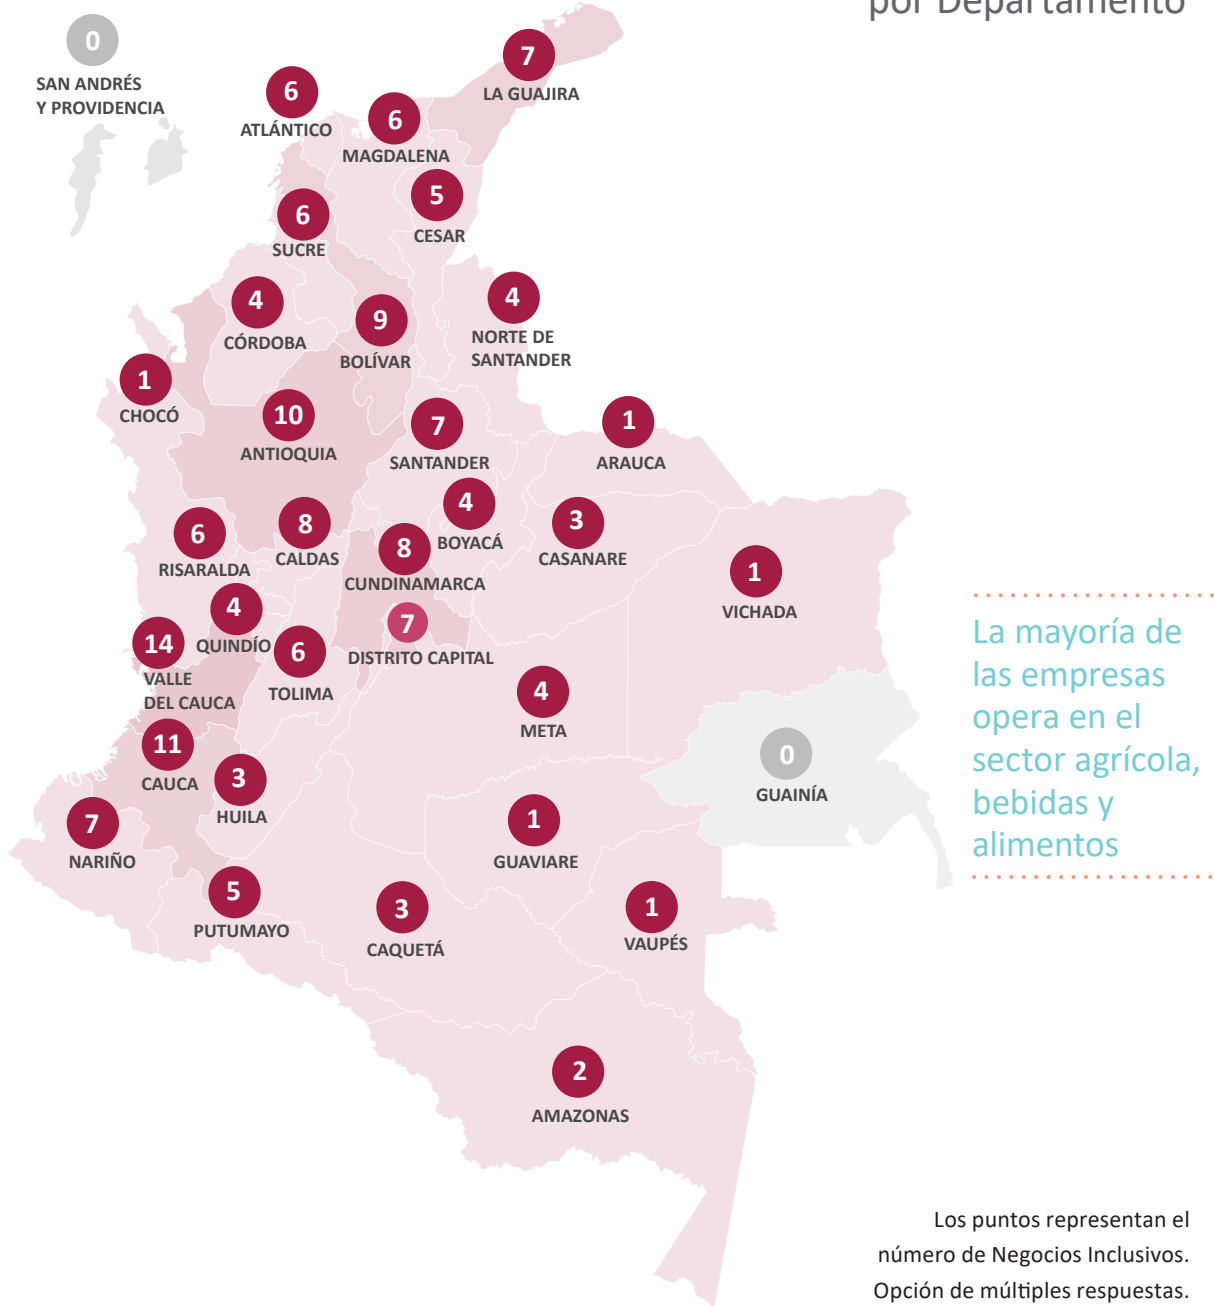 por Departamento
0
SAN ANDRÉS
Y PROVIDENCIA
7
LA GUAJIRA
6
ATLÁNTICO
6
MAGDALENA
5
CESAR
6
SUCRE
4
CÓRDOBA
9
BOLÍVAR
4
NORTE DE
SANTANDER
1
CHOCÓ
10
ANTIOQUIA
7
SANTANDER
1
ARAUCA
4
BOYACÁ
3
CASANARE
6
RISARALDA
8
CALDAS
8
CUNDINAMARCA
1
VICHADA
4
QUINDÍO
7
DISTRITO CAPITAL
14
VALLE
DEL CAUCA
6
TOLIMA
4
META
11
CAUCA
3
HUILA
0
GUAINÍA
7
NARIÑO
1
GUAVIARE
5
PUTUMAYO
3
CAQUETÁ
1
VAUPÉS
2
AMAZONAS
La mayoría de
las empresas
opera en el
sector agrícola,
bebidas y
alimentos
Los puntos representan el
número de Negocios Inclusivos.
Opción de múltiples respuestas.